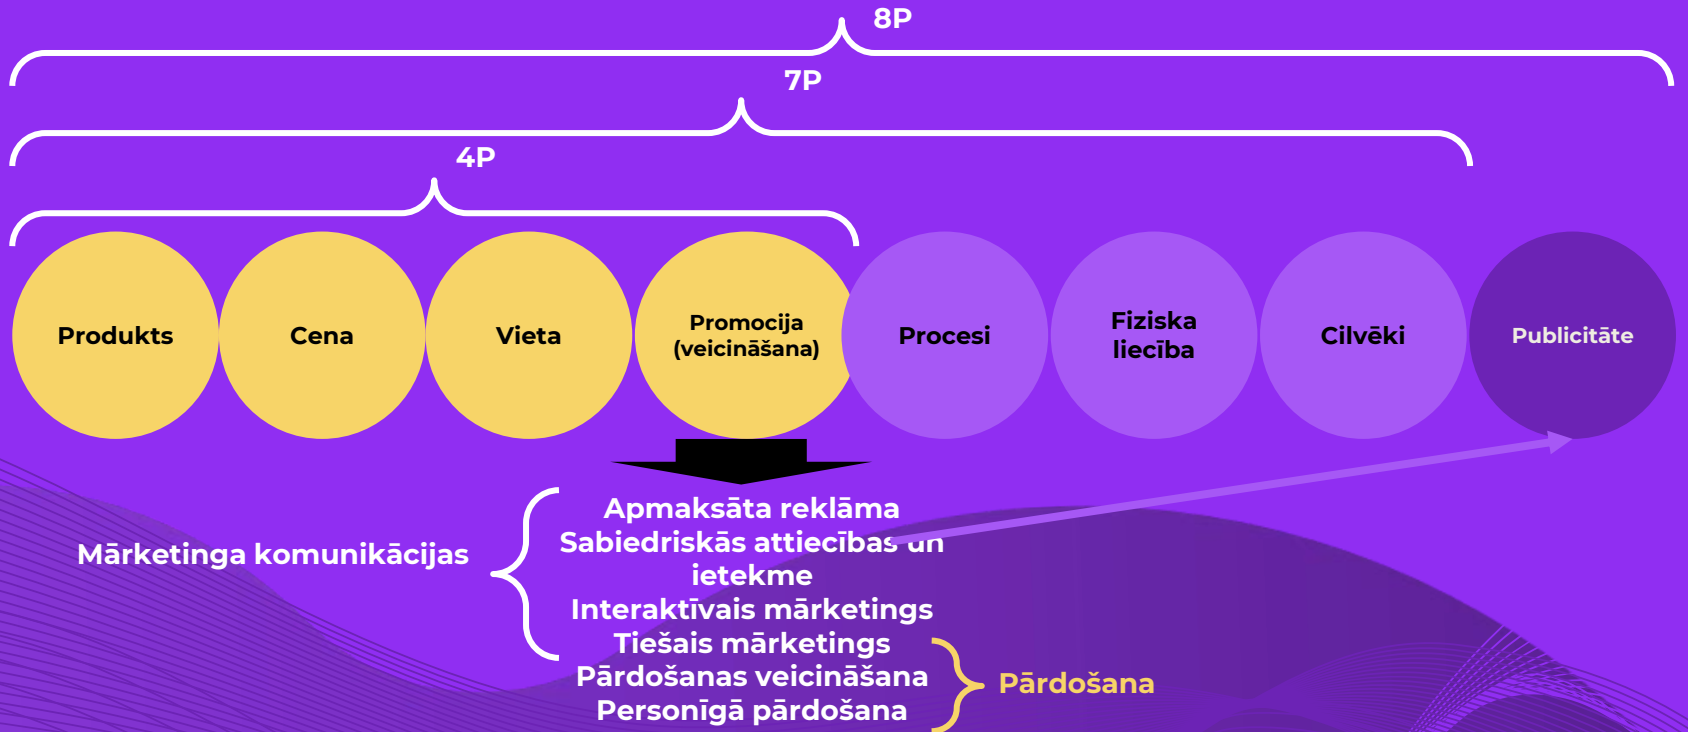 8P
7P
4P
Produkts
Cena
Vieta
Promocija
(veicināšana)
Procesi
Fiziska
liecība
Cilvēki
Publicitāte
Mārketinga komunikācijas
Apmaksāta reklāma
Sabiedriskās attiecības un
ietekme
Interaktīvais mārketings
Tiešais mārketings
Pārdošanas veicināšana
Personīgā pārdošana
Pārdošana